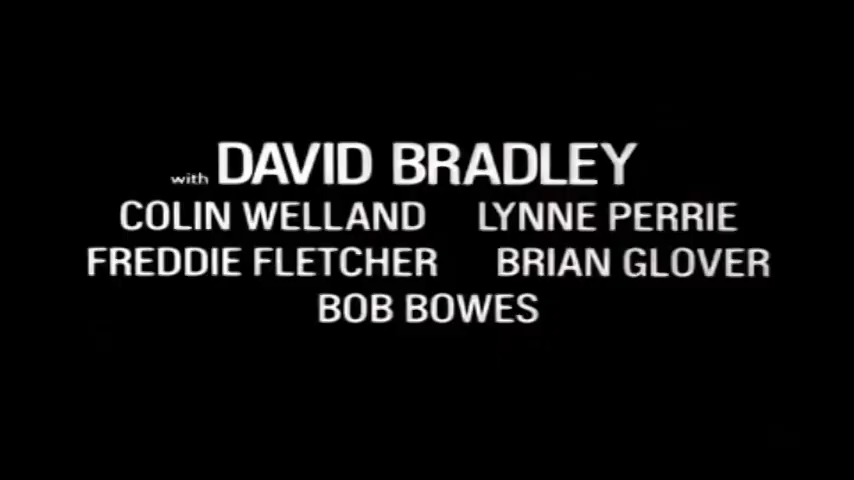 with DAVID BRADLEY
COLIN WELLAND LYNNE PERRIE
FREDDIE FLETCHER BRIAN GLOVER
BOB BOWES